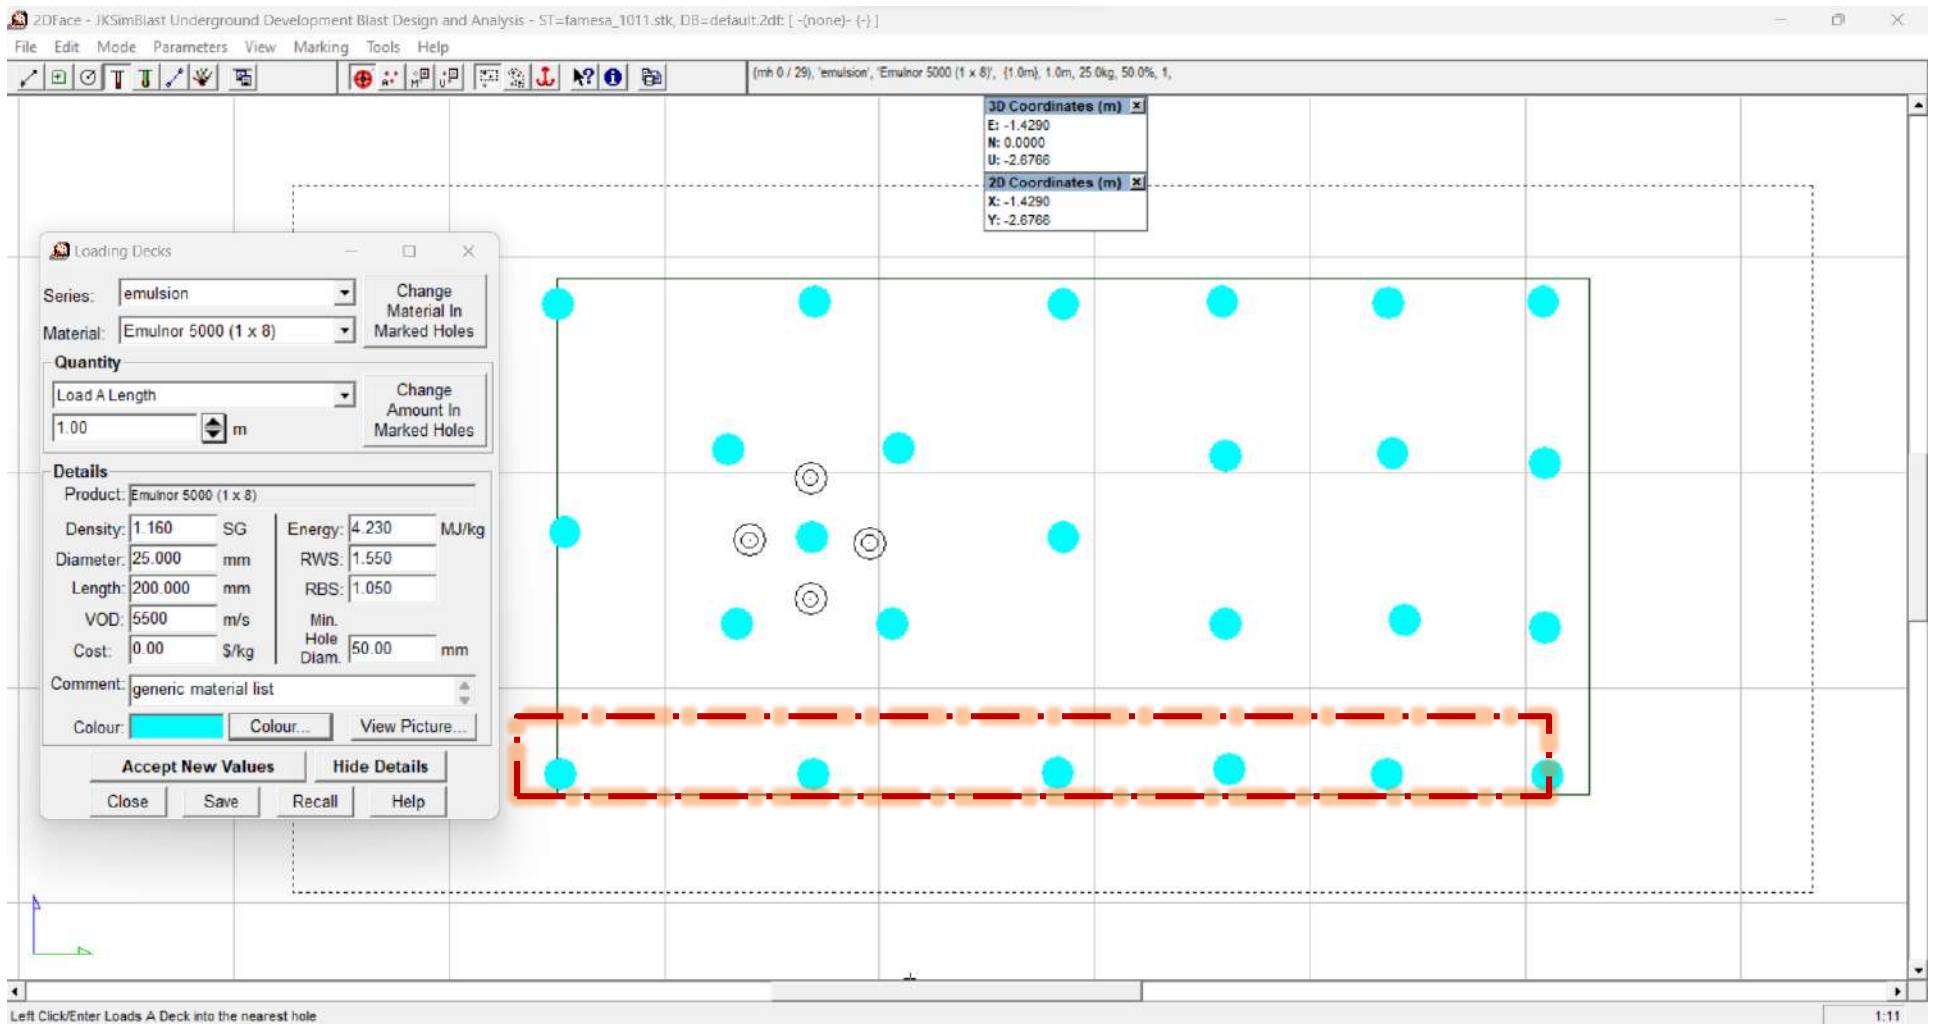 2DFace - JKSimBlast Underground Development Blast Design and Analysis - ST=famesa_1011.stk, DB=default.2df: [ -(none)- {-} ]
File Edit Mode Parameters View Marking Tools Help
(mh 0 / 29), 'emulsion', 'Emulnor 5000 (1 x 8)', {1.0m}, 1.0m, 25.0kg, 50.0%, 1,
3D Coordinates (m)
E: -1.4290
N: 0.0000
U: -2.6766
2D Coordinates (m)
X: -1.4290
Y: -2.6766
Loading Decks
Series: emulsion
Change Material In Marked Holes
Material: Emulnor 5000 (1 x 8)
Quantity
Load A Length
Change Amount In Marked Holes
1.00 m
Details
Product: Emulnor 5000 (1 x 8)
Density: 1.160 SG Energy: 4.230 MJ/kg
Diameter: 25.000 mm RWS: 1.550
Length: 200.000 mm RBS: 1.050
VOD: 5500 m/s
Cost: 0.00 $/kg
Min. Hole Diam. 50.00 mm
Comment: generic material list
Colour: Colour... View Picture...
Accept New Values Hide Details
Close Save Recall Help
Left Click/Enter Loads A Deck into the nearest hole
1:11